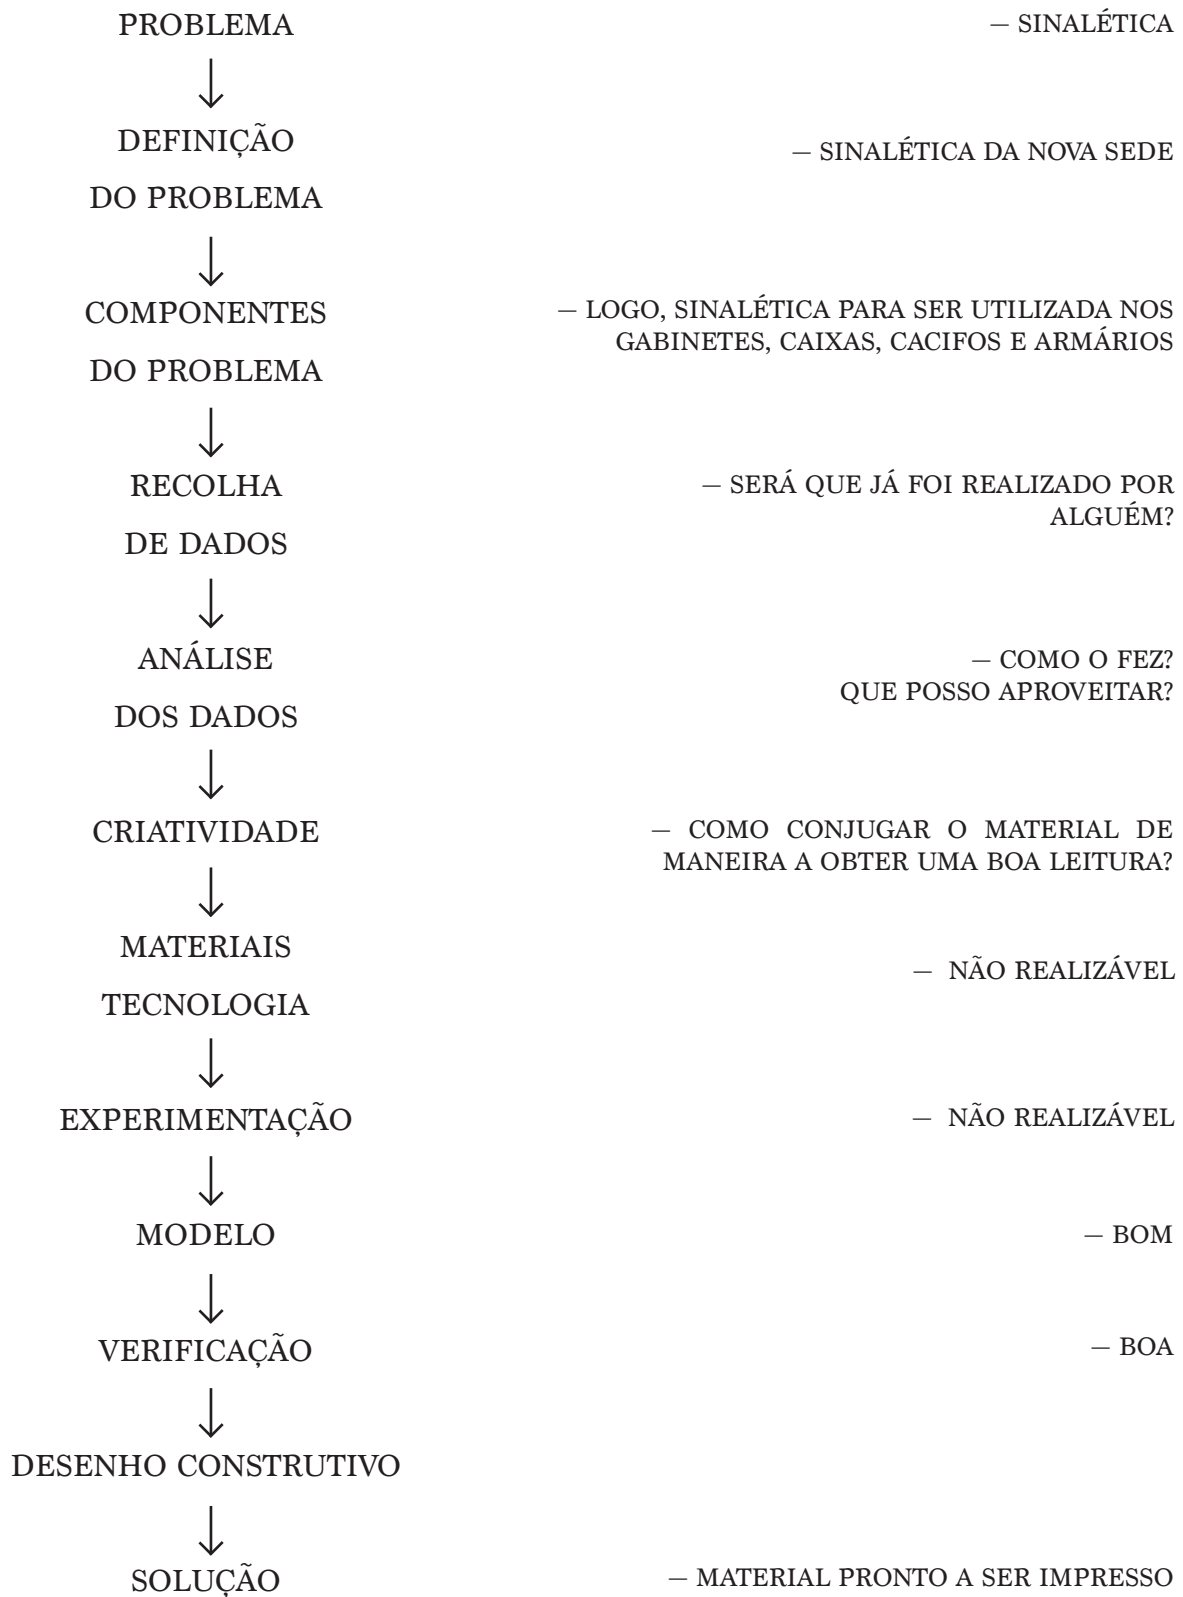 PROBLEMA
— SINALÉTICA
DEFINIÇÃO
DO PROBLEMA
— SINALÉTICA DA NOVA SEDE
COMPONENTES
DO PROBLEMA
— LOGO, SINALÉTICA PARA SER UTILIZADA NOS
GABINETES, CAIXAS, CACIFOS E ARMÁRIOS
RECOLHA
DE DADOS
— SERÁ QUE JÁ FOI REALIZADO POR
ALGUÉM?
ANÁLISE
DOS DADOS
— COMO O FEZ?
QUE POSSO APROVEITAR?
CRIATIVIDADE
— COMO CONJUGAR O MATERIAL DE
MANEIRA A OBTER UMA BOA LEITURA?
MATERIAIS
TECNOLOGIA
— NÃO REALIZÁVEL
EXPERIMENTAÇÃO
— NÃO REALIZÁVEL
MODELO
— BOM
VERIFICAÇÃO
— BOA
DESENHO CONSTRUTIVO
SOLUÇÃO
— MATERIAL PRONTO A SER IMPRESSO